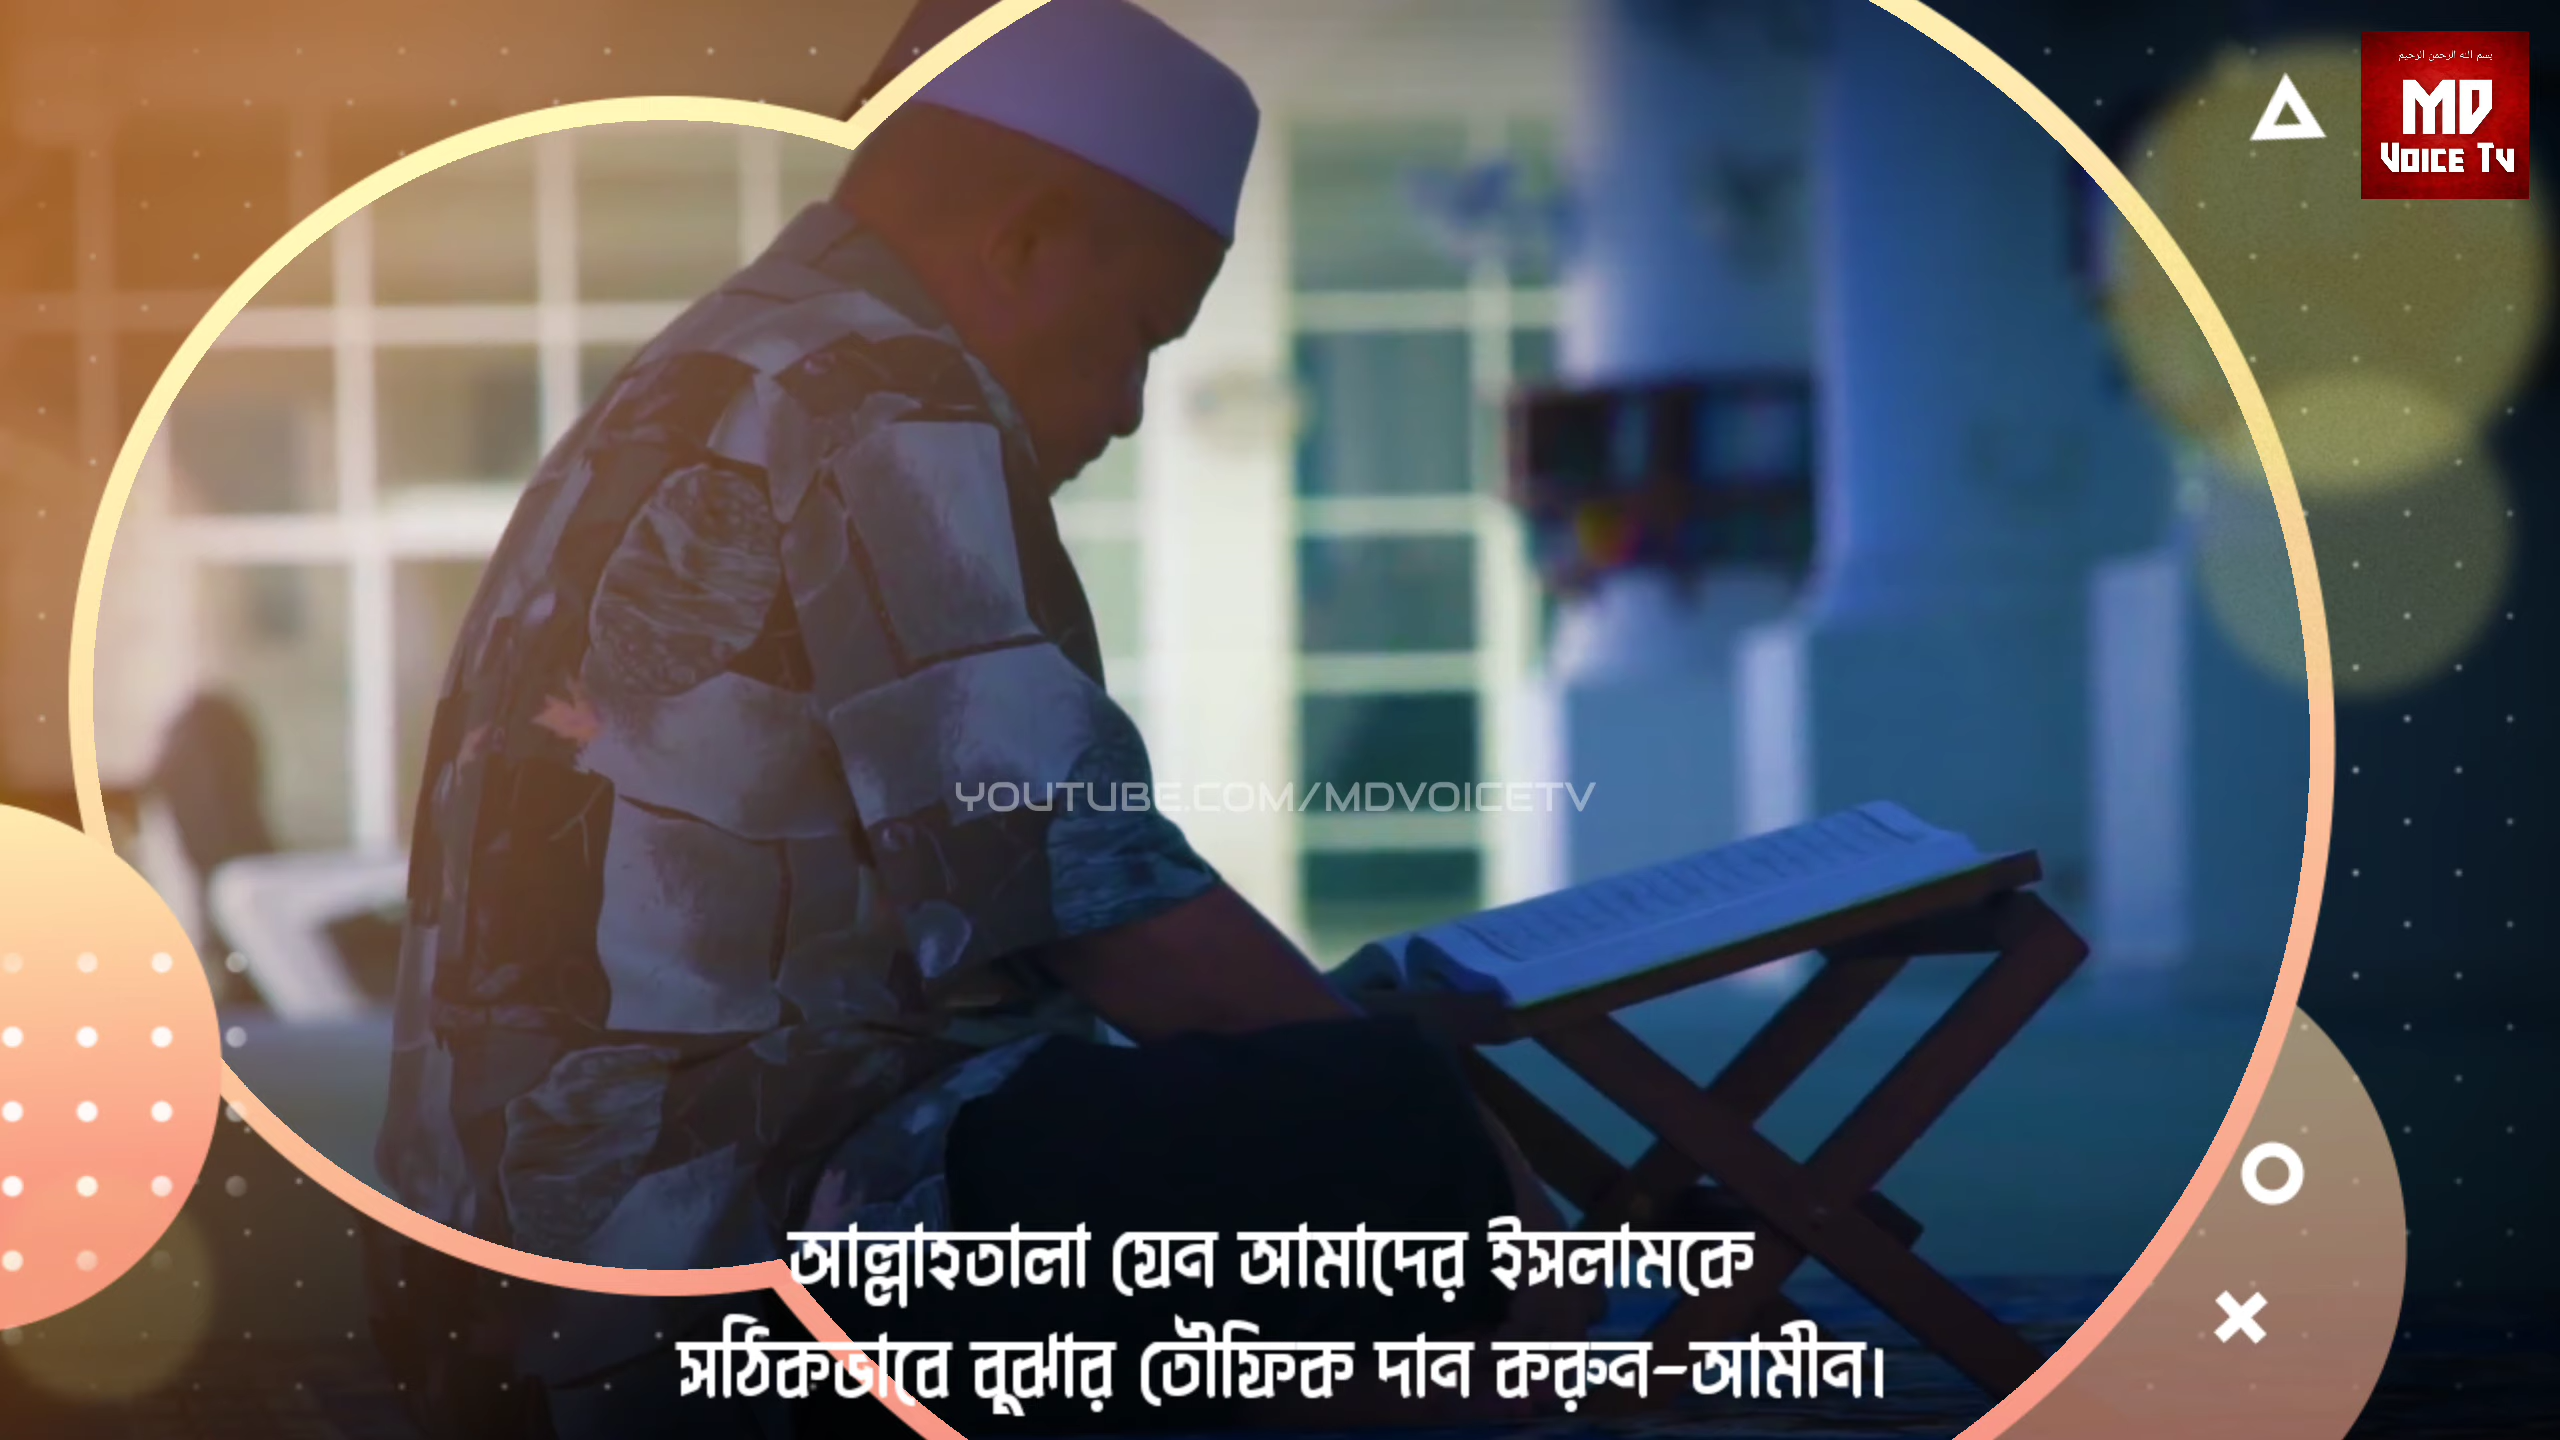 بسم الله الرحمن الرحيم
MD
Voice Tv
YOUTUBE.COM/MDVOICETV
আল্লাহতালা যেন আমাদের ইসলামকে
সঠিকভাবে বুঝার তৌফিক দান করুন-আমীন।